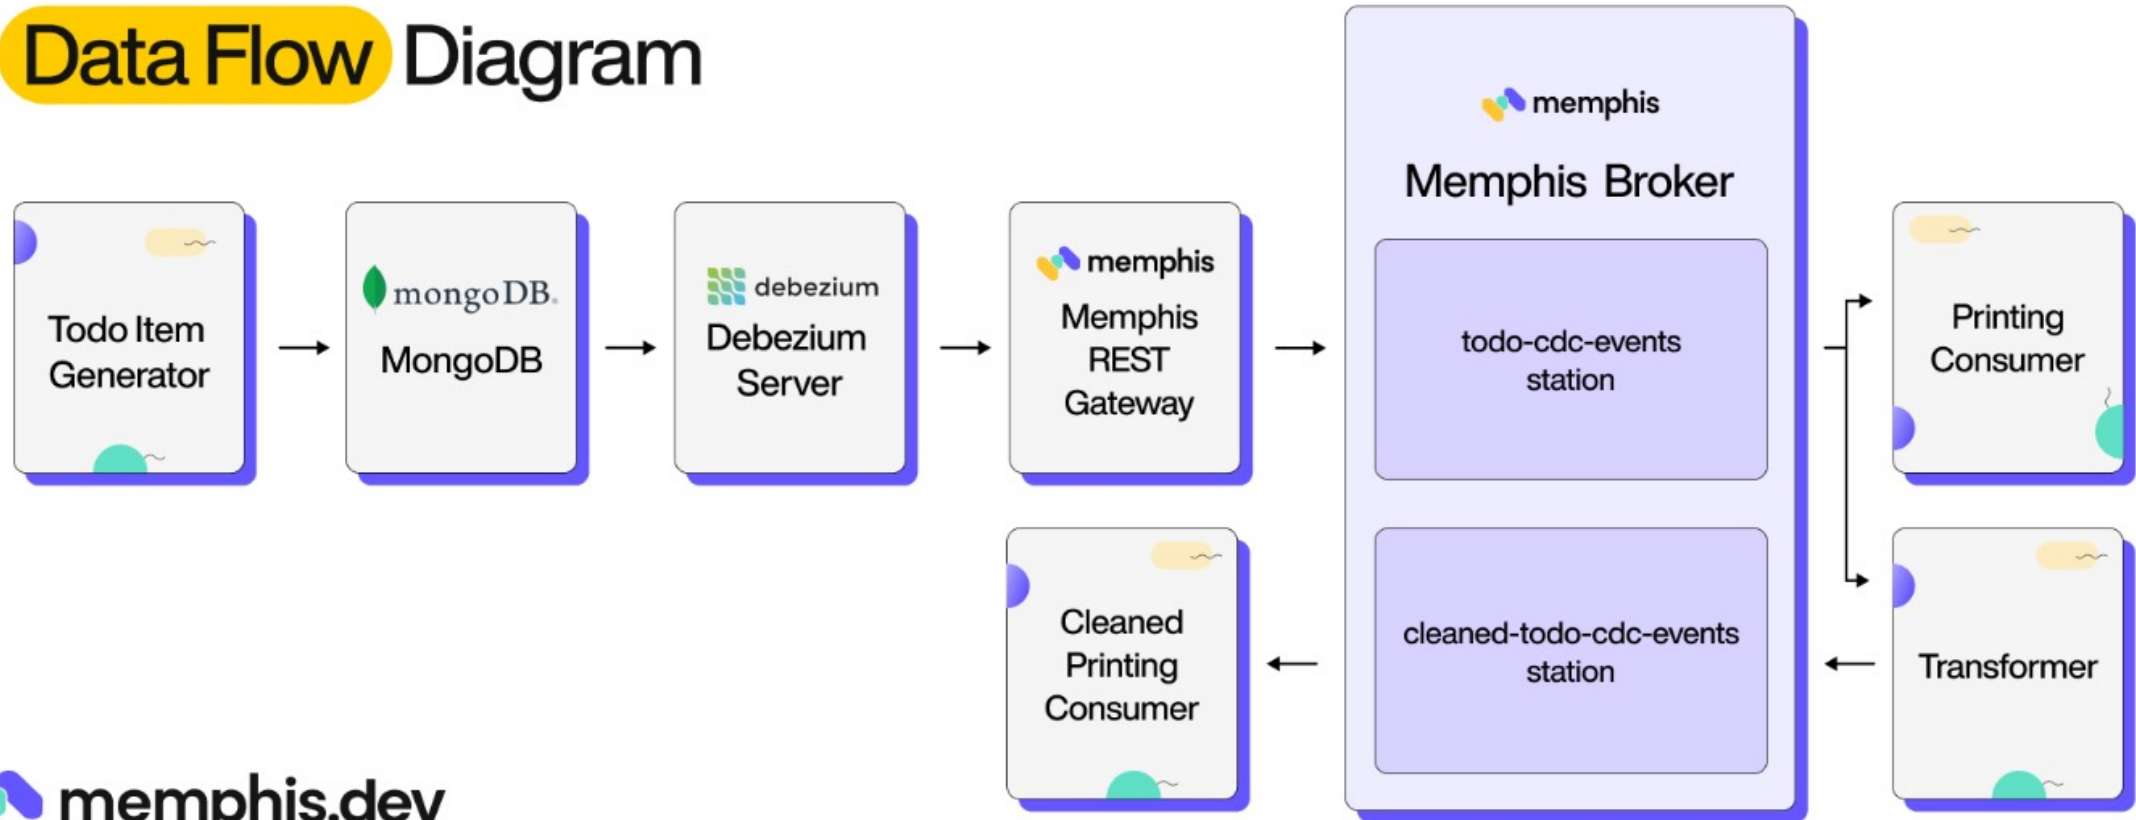 Data Flow Diagram
memphis
Memphis Broker
Todo Item
Generator
mongoDB.
MongoDB
debezium
Debezium
Server
memphis
Memphis
REST
Gateway
todo-cdc-events
station
Printing
Consumer
Cleaned
Printing
Consumer
cleaned-todo-cdc-events
station
Transformer
memphis.dev